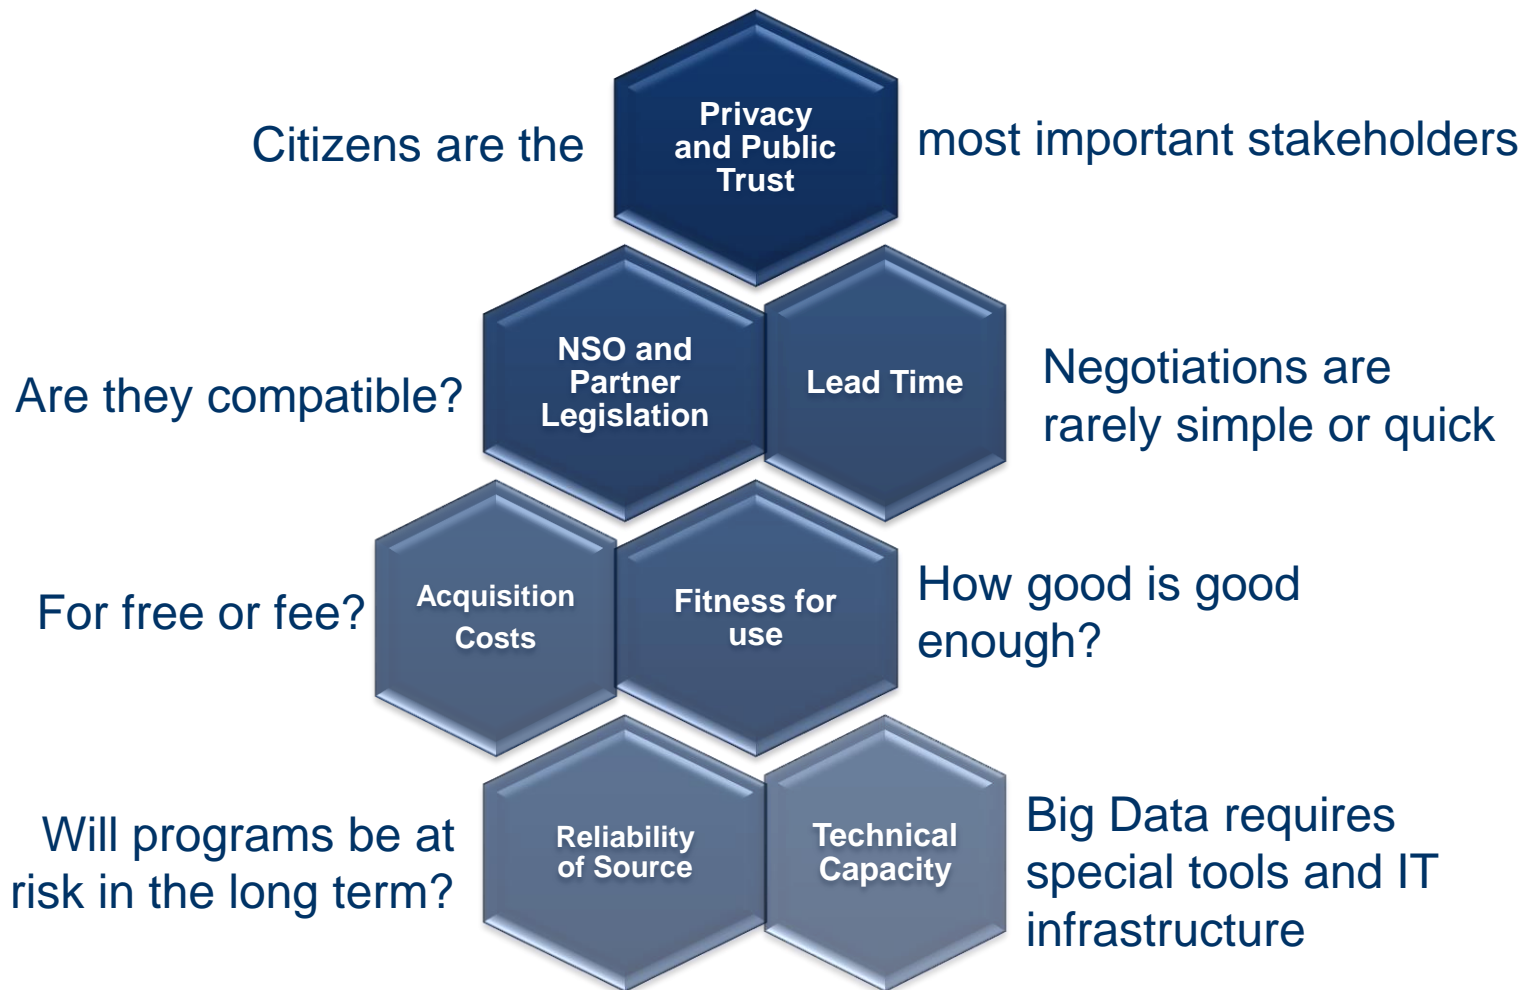 Citizens are the
Privacy
and Public
Trust
most important stakeholders
Are they compatible?
NSO and
Partner
Legislation
Lead Time
Negotiations are
rarely simple or quick
For free or fee?
Acquisition
Costs
Fitness for
use
How good is good
enough?
Will programs be at
risk in the long term?
Reliability
of Source
Technical
Capacity
Big Data requires
special tools and IT
infrastructure